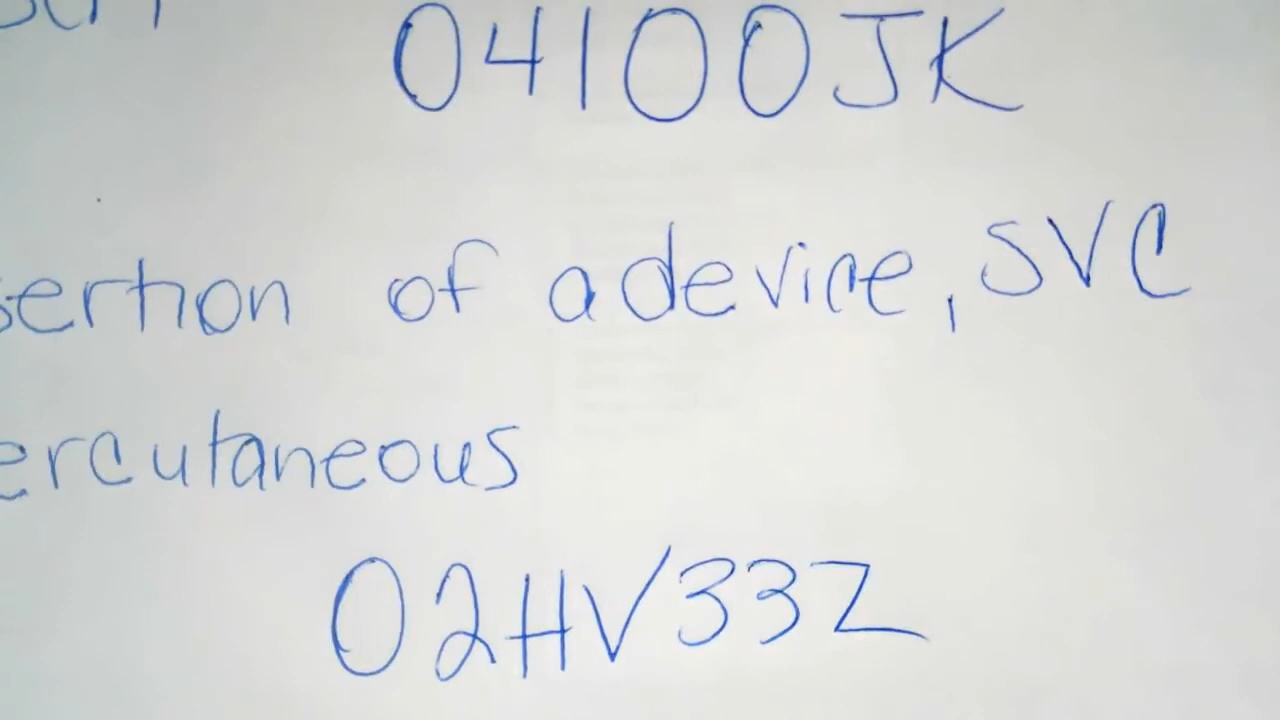 04100JK
sertion of a device, SVC
ercutaneous
02HV33Z